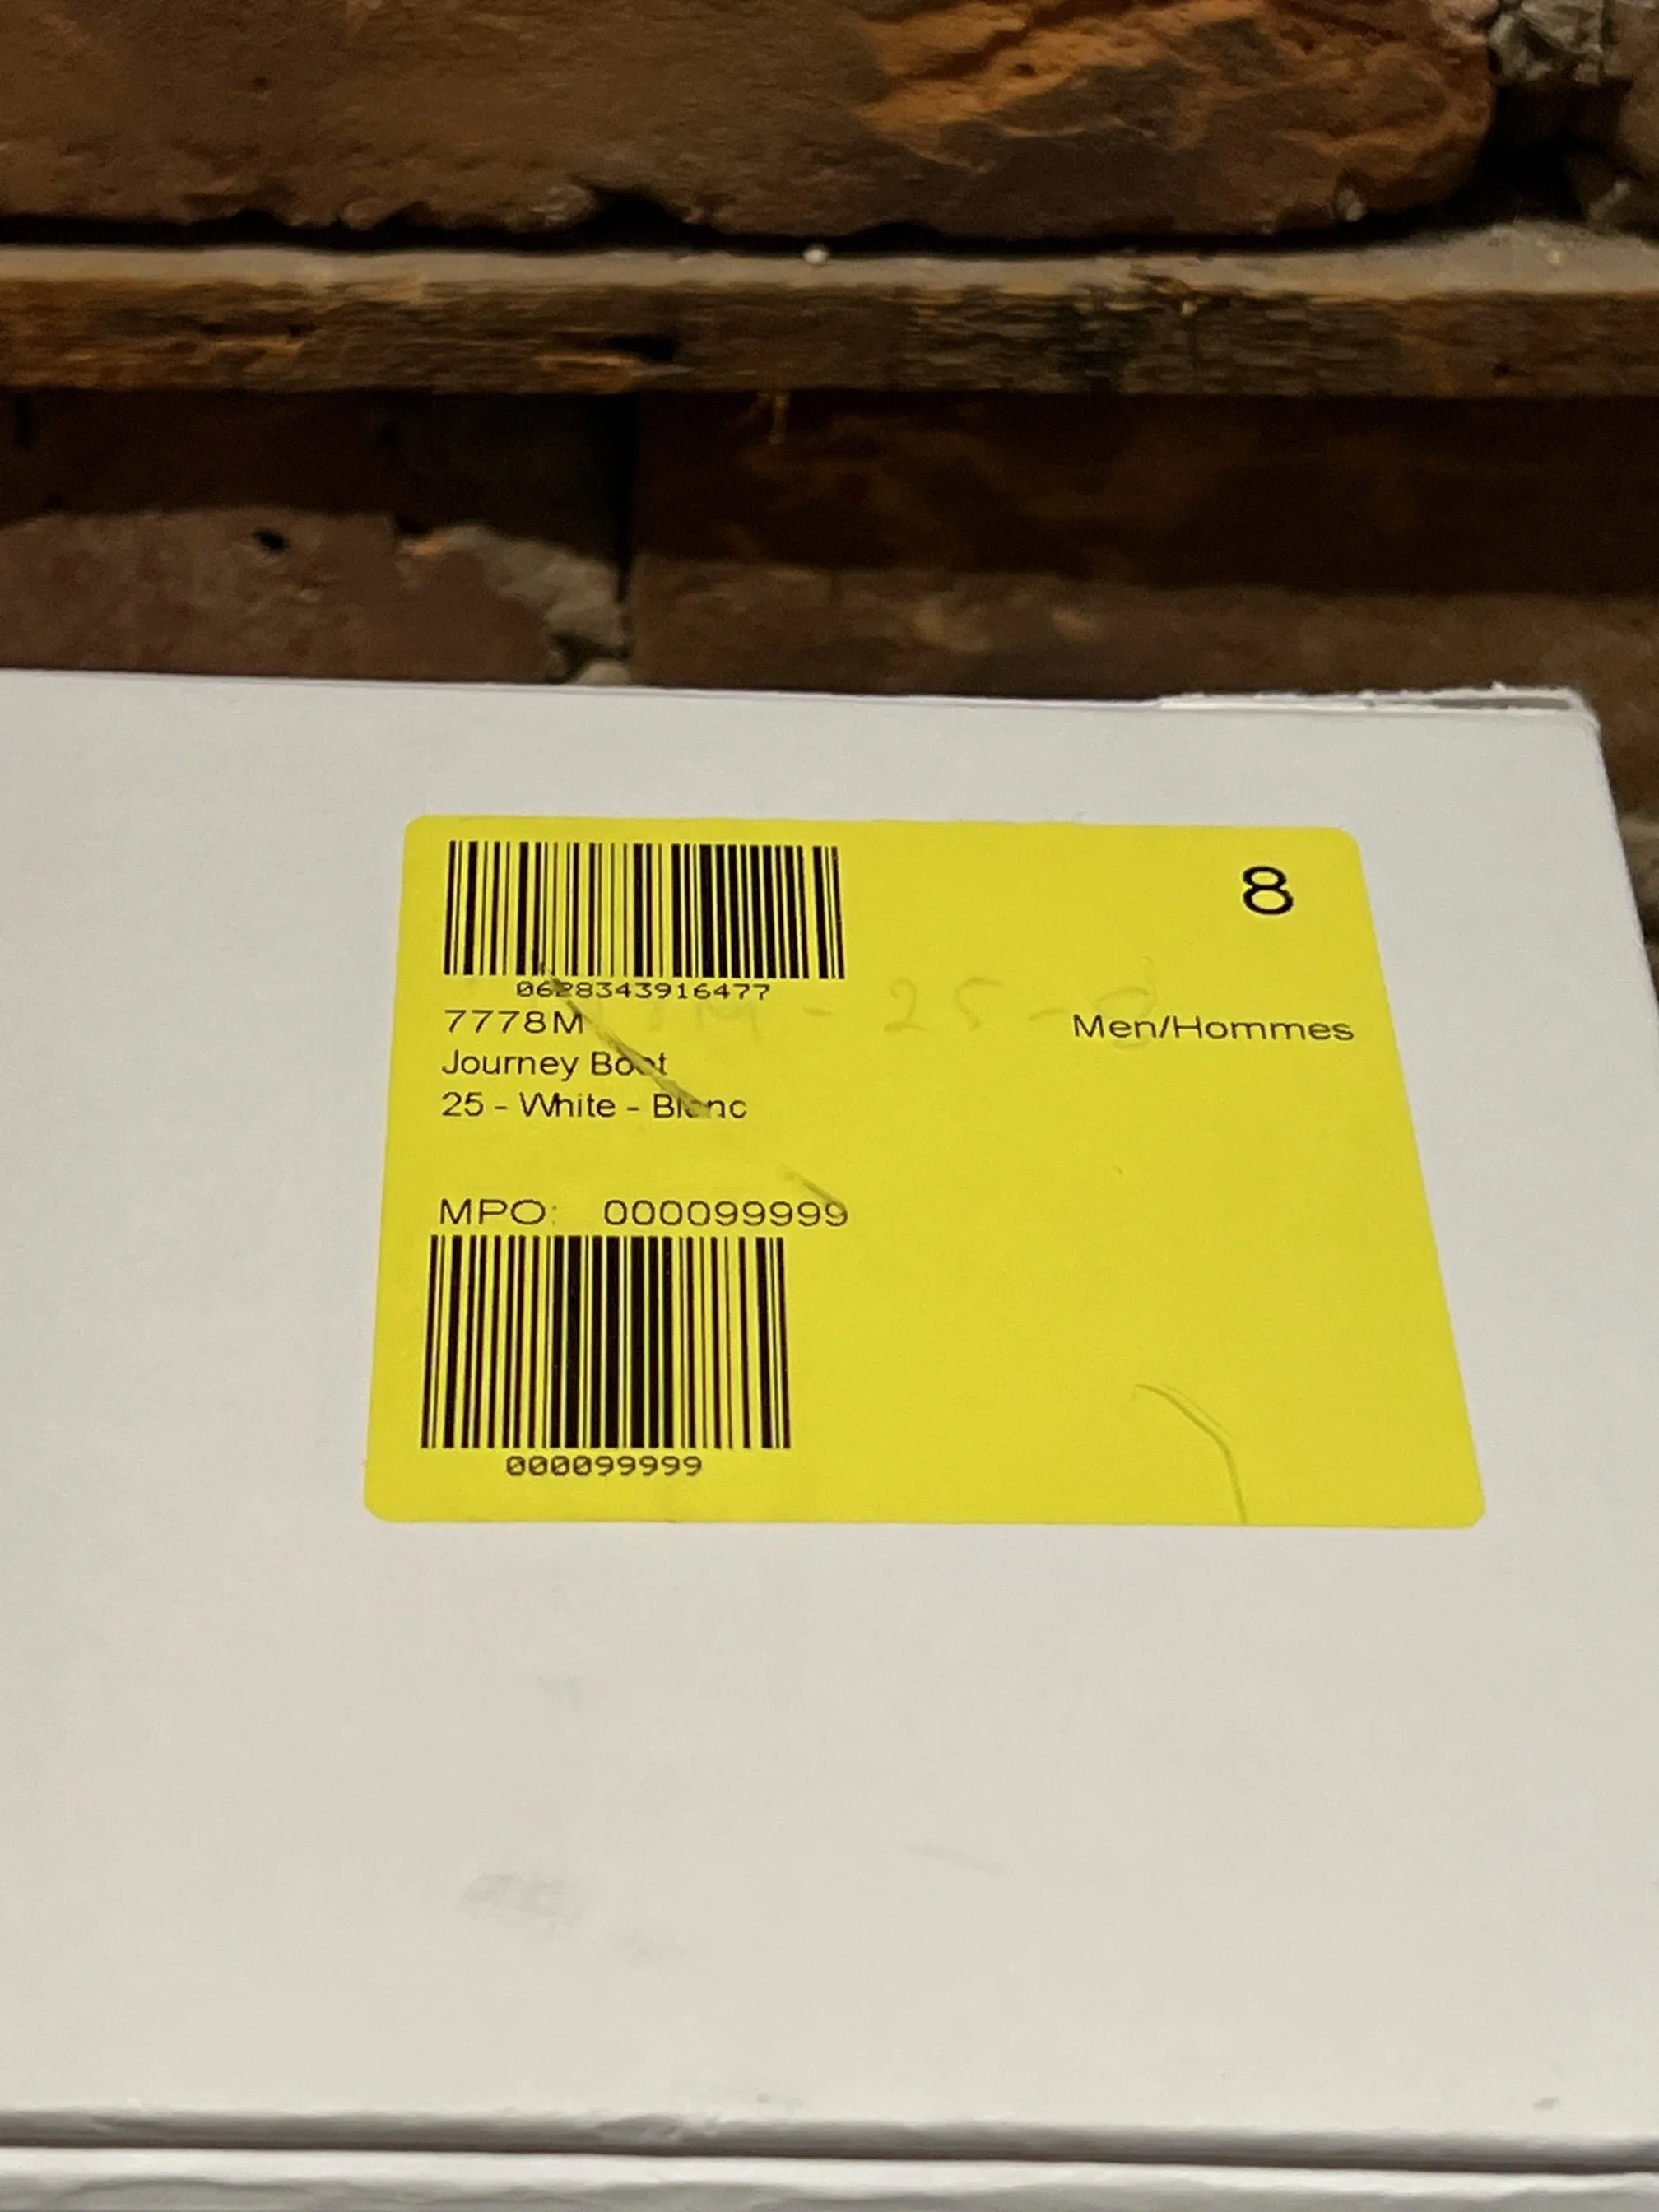 8
0628343916477
7778M
Men/Hommes
Journey Boot
25 - White - Blanc
MPO: 000099999
000099999